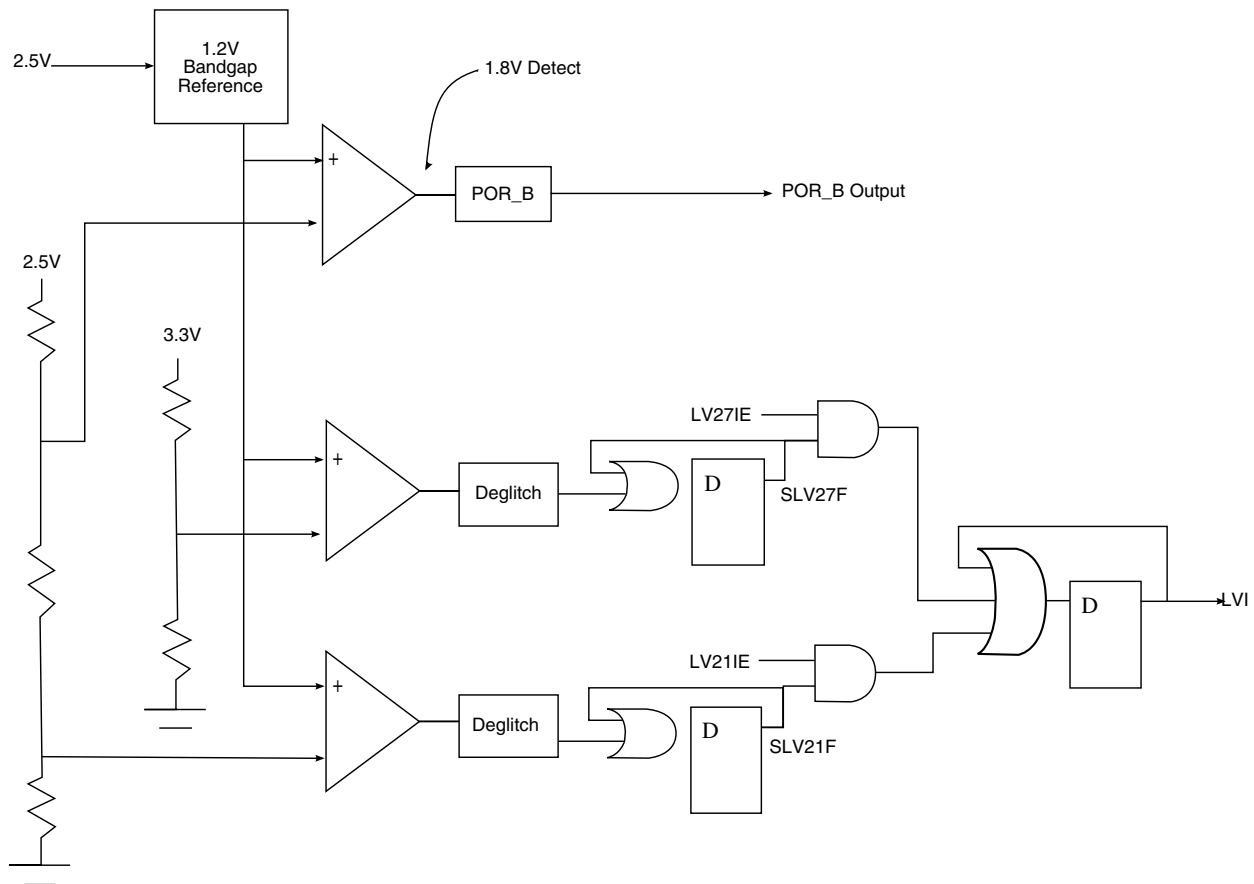 1.2V
Bandgap
Reference
2.5V
1.8V Detect
+
POR_B
POR_B Output
2.5V
3.3V
LV27IE
+
Deglitch
D
SLV27F
D
LVI
LV21IE
+
Deglitch
D
SLV21F